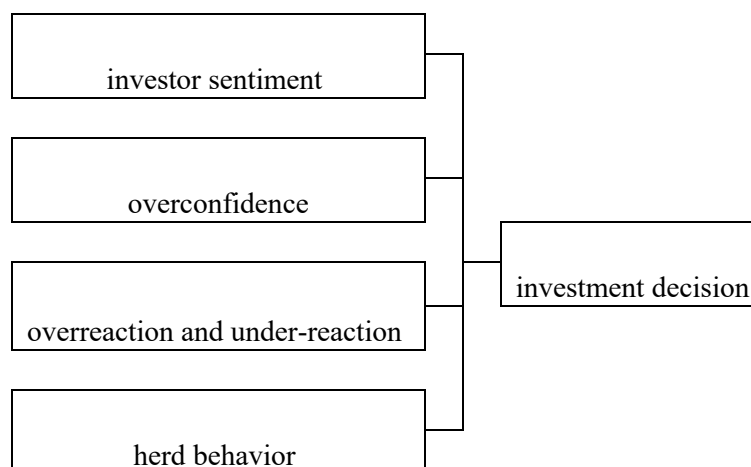 investor sentiment
overconfidence
overreaction and under-reaction
investment decision
herd behavior